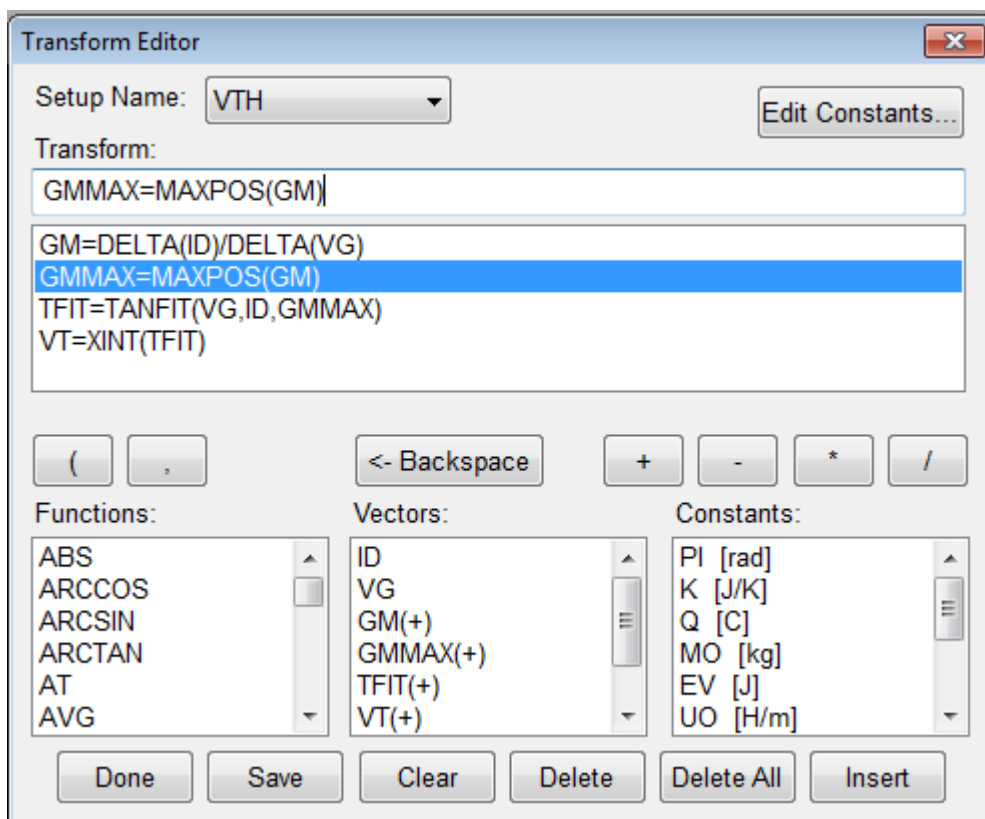 Transform Editor
Setup Name: VTH
Edit Constants...
Transform:
GMMAX=MAXPOS(GM)
GM=DELTA(ID)/DELTA(VG)
GMMAX=MAXPOS(GM)
TFIT=TANFIT(VG,ID,GMMAX)
VT=XINT(TFIT)
( , <- Backspace + - * /
Functions: Vectors: Constants:
ABS ID PI [rad]
ARCCOS VG K [J/K]
ARCSIN GM(+) Q [C]
ARCTAN GMMAX(+) MO [kg]
AT TFIT(+) EV [J]
AVG VT(+) UO [H/m]
Done Save Clear Delete Delete All Insert